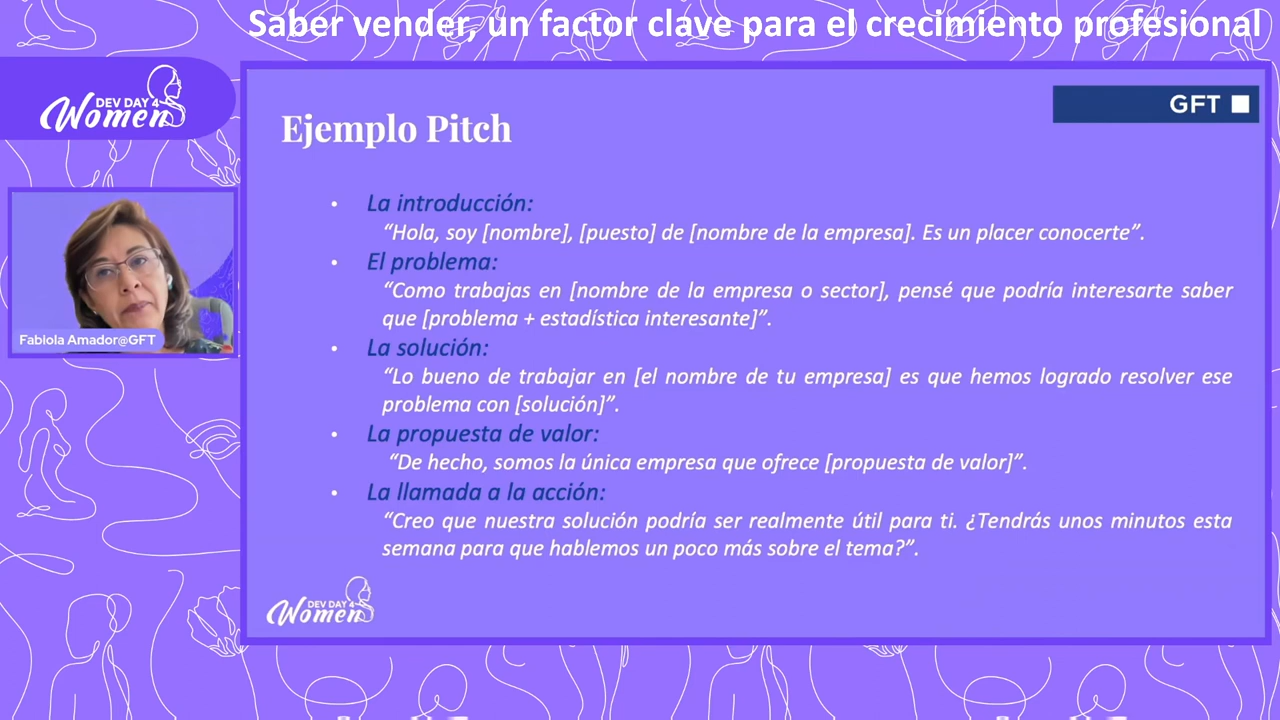 Saber vender, un factor clave para el crecimiento profesional
DEV DAY 4
Women
GFT
Ejemplo Pitch
• La introducción:
“Hola, soy [nombre], [puesto] de [nombre de la empresa]. Es un placer conocerte”.
• El problema:
“Como trabajas en [nombre de la empresa o sector], pensé que podría interesarte saber
que [problema + estadística interesante]”.
• La solución:
“Lo bueno de trabajar en [el nombre de tu empresa] es que hemos logrado resolver ese
problema con [solución]”.
• La propuesta de valor:
“De hecho, somos la única empresa que ofrece [propuesta de valor]”.
• La llamada a la acción:
“Creo que nuestra solución podría ser realmente útil para ti. ¿Tendrás unos minutos esta
semana para que hablemos un poco más sobre el tema?”.
Fabiola Amador@GFT
DEV DAY 4
Women